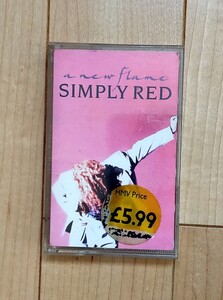 a new flame
SIMPLY RED
HMV Price
£5.99